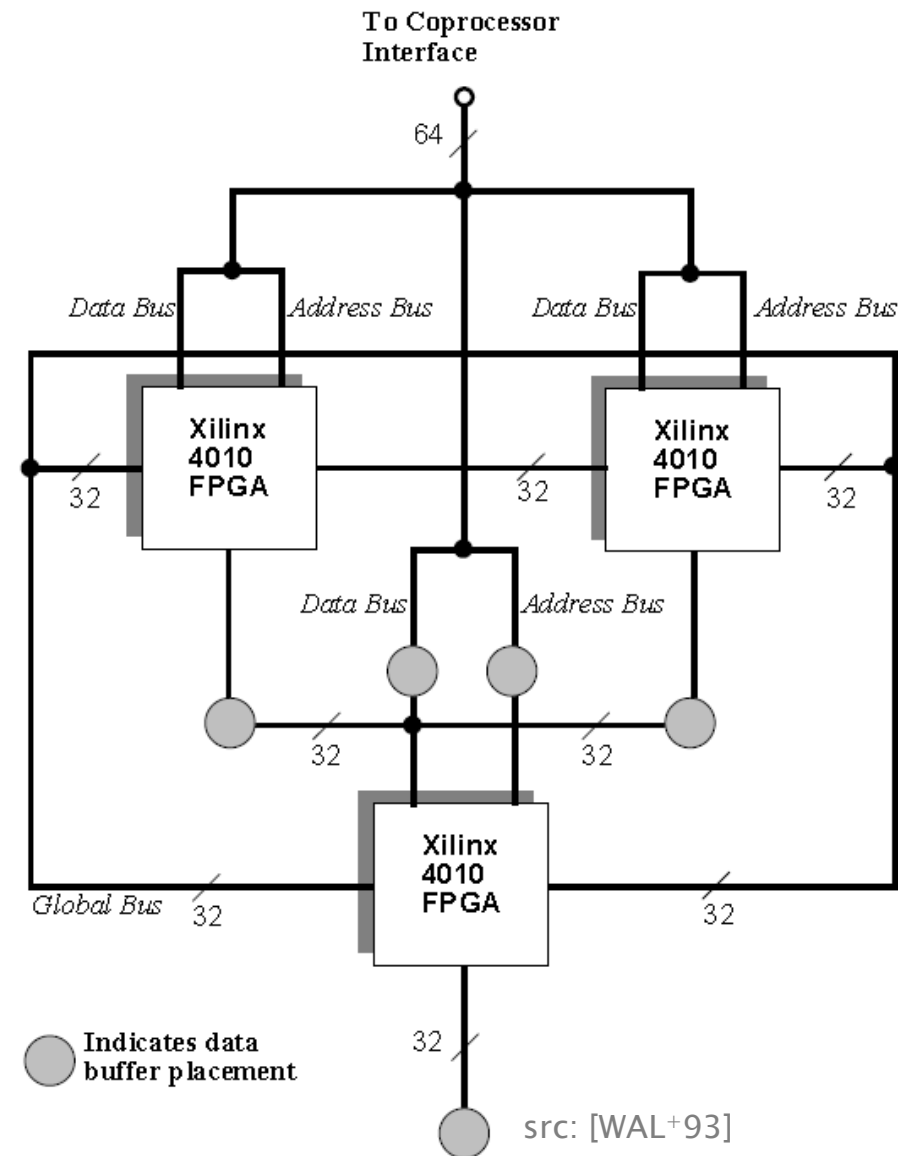 To Coprocessor
Interface
64
Data Bus
Address Bus
Data Bus
Address Bus
Xilinx
4010
FPGA
Xilinx
4010
FPGA
32
32
32
Data Bus
Address Bus
32
32
Xilinx
4010
FPGA
Global Bus
32
32
32
Indicates data
buffer placement
src: [WAL+93]